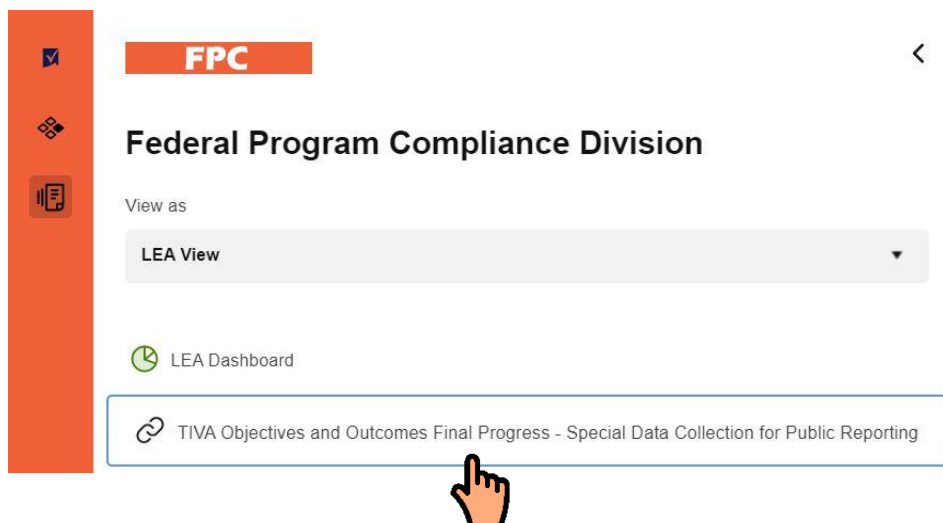 FPC
Federal Program Compliance Division
View as
LEA View
LEA Dashboard
TIVA Objectives and Outcomes Final Progress - Special Data Collection for Public Reporting